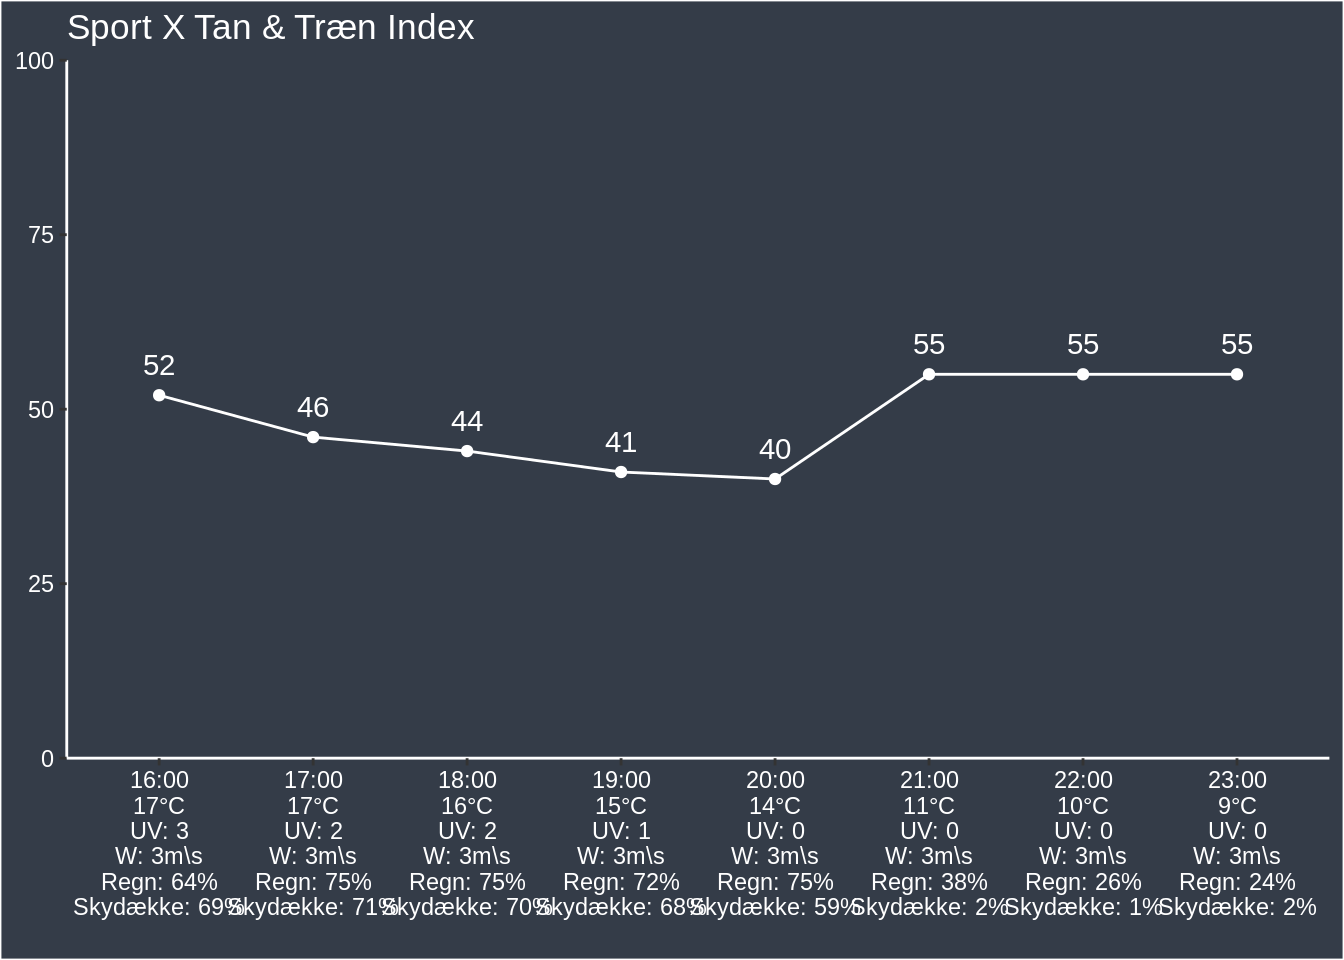 Sport X Tan & Træn Index
100
75
50
25
0
52
46
44
41
40
55
55
55
16:00 17:00 18:00 19:00 20:00 21:00 22:00 23:00
17°C 17°C 16°C 15°C 14°C 11°C 10°C 9°C
UV: 3 UV: 2 UV: 2 UV: 1 UV: 0 UV: 0 UV: 0 UV: 0
W: 3m\s W: 3m\s W: 3m\s W: 3m\s W: 3m\s W: 3m\s W: 3m\s W: 3m\s
Regn: 64% Regn: 75% Regn: 75% Regn: 72% Regn: 75% Regn: 38% Regn: 26% Regn: 24%
Skydække: 69% Skydække: 71% Skydække: 70% Skydække: 68% Skydække: 59% Skydække: 2% Skydække: 1% Skydække: 2%